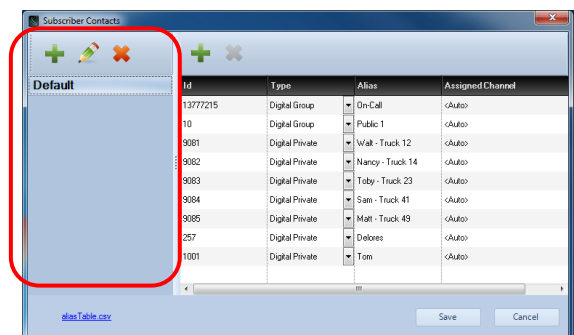 Subscriber Contacts
Default
Id Type Alias Assigned Channel
13777215 Digital Group On-Call <Auto>
10 Digital Group Public 1 <Auto>
9081 Digital Private Walt - Truck 12 <Auto>
9082 Digital Private Nancy - Truck 14 <Auto>
9083 Digital Private Toby - Truck 23 <Auto>
9084 Digital Private Sam - Truck 41 <Auto>
9085 Digital Private Matt - Truck 49 <Auto>
257 Digital Private Delores <Auto>
1001 Digital Private Tom <Auto>
aliasTable.csv Save Cancel